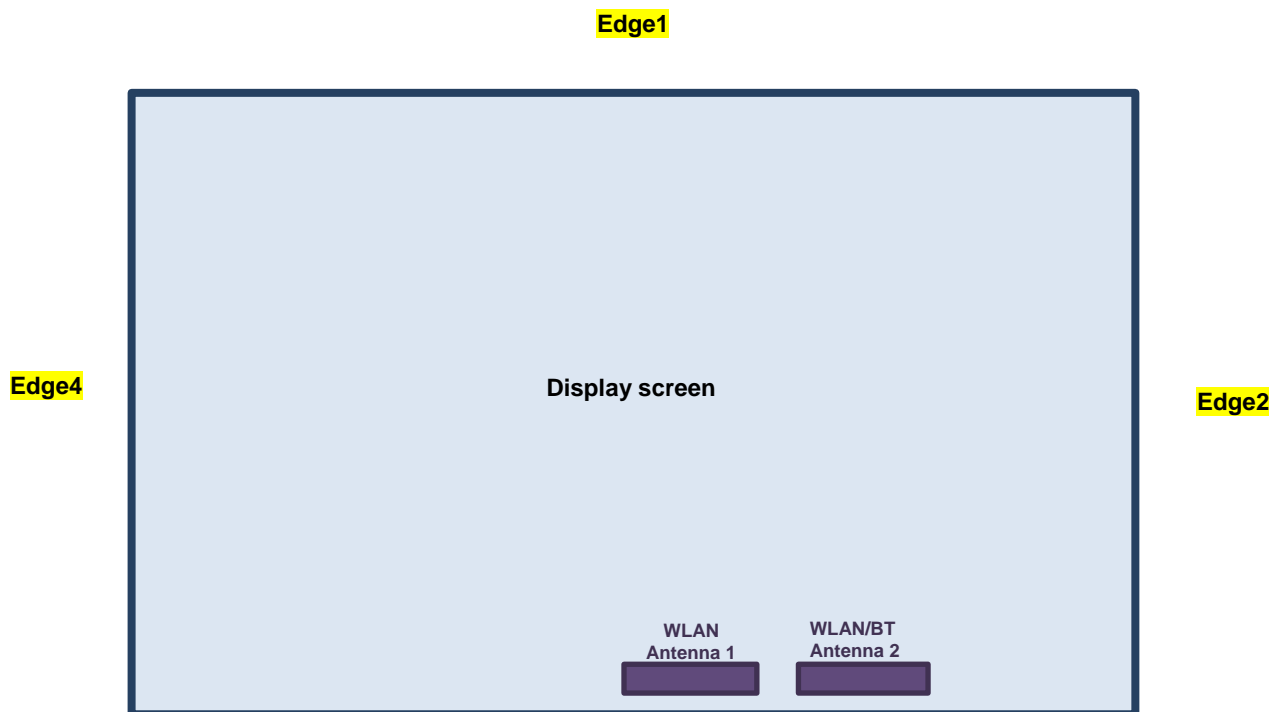 Edge1
Edge4
Display screen
Edge2
WLAN
Antenna 1
WLAN/BT
Antenna 2